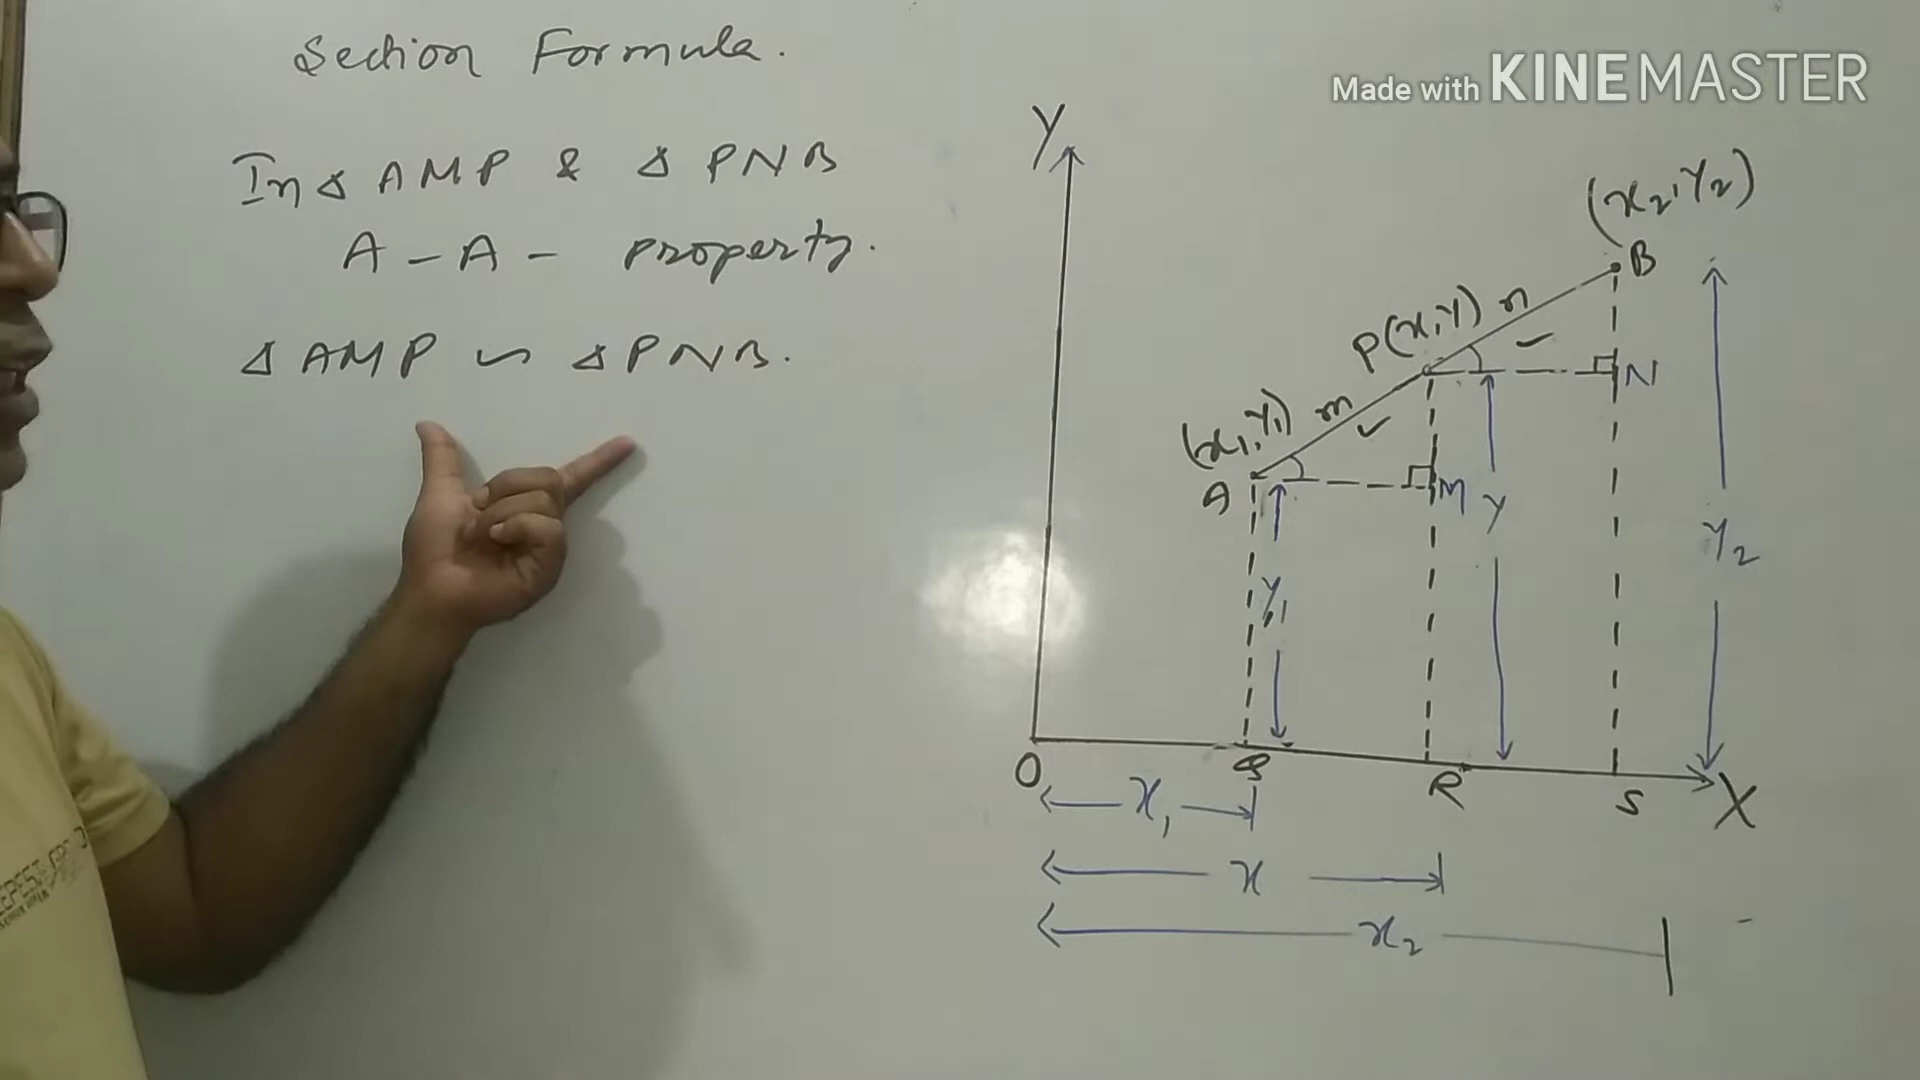 Section Formula.
In Δ AMP & Δ PNB
A - A - property.
Δ AMP ~ Δ PNB.
Made with KINEMASTER
Y
(x₂, y₂)
B
P(x, y) n
N
(x₁, y₁) m
A
M
y
y₁
y₂
O
R
S
X
x₁
x
x₂